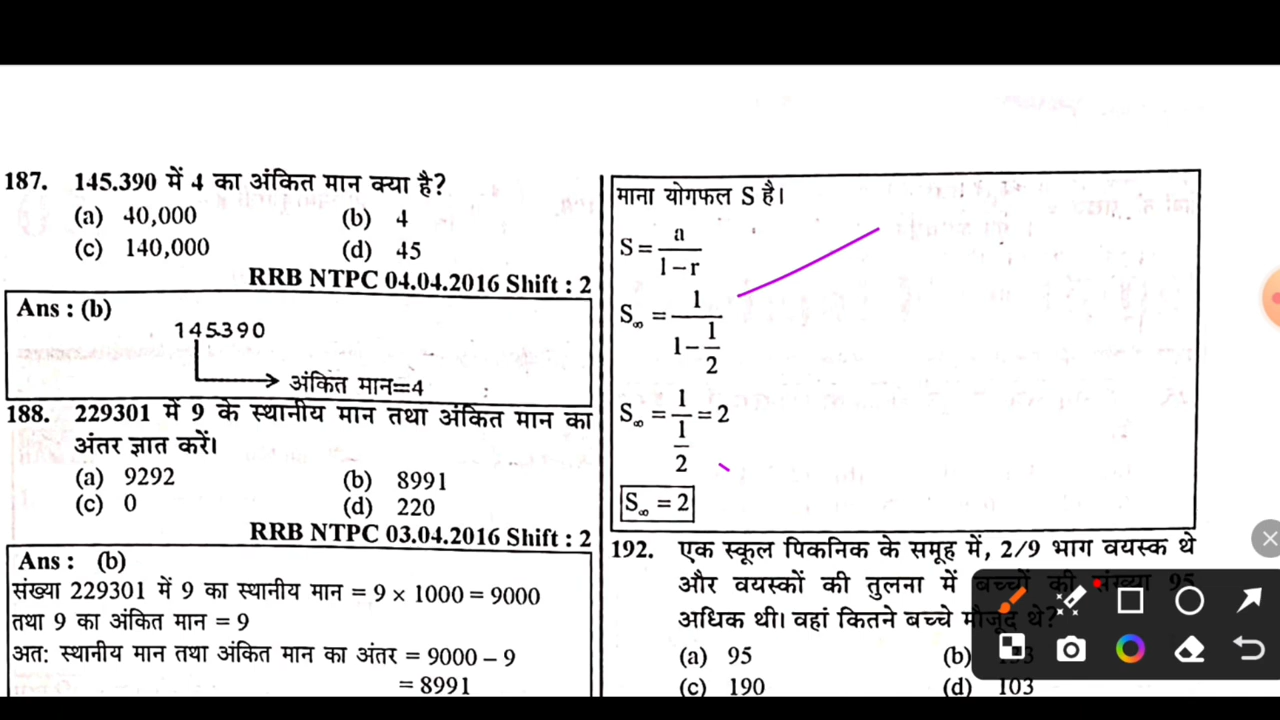 187. 145.390 में 4 का अंकित मान क्या है?
(a) 40,000 (b) 4
(c) 140,000 (d) 45
RRB NTPC 04.04.2016 Shift : 2
Ans : (b)
145.390
अंकित मान=4
188. 229301 में 9 के स्थानीय मान तथा अंकित मान का
अंतर ज्ञात करें।
(a) 9292 (b) 8991
(c) 0 (d) 220
RRB NTPC 03.04.2016 Shift : 2
Ans : (b)
संख्या 229301 में 9 का स्थानीय मान = 9 × 1000 = 9000
तथा 9 का अंकित मान = 9
अत: स्थानीय मान तथा अंकित मान का अंतर = 9000 – 9
= 8991
माना योगफल S है।
S = a / 1 – r
S∞ = 1 / 1 – 1/2
S∞ = 1 / 1/2 = 2
S∞ = 2
192. एक स्कूल पिकनिक के समूह में, 2/9 भाग वयस्क थे
और वयस्कों की तुलना में बच्चों की संख्या 95
अधिक थी। वहां कितने बच्चे मौजूद थे?
(a) 95 (b)
(c) 190 (d) 103